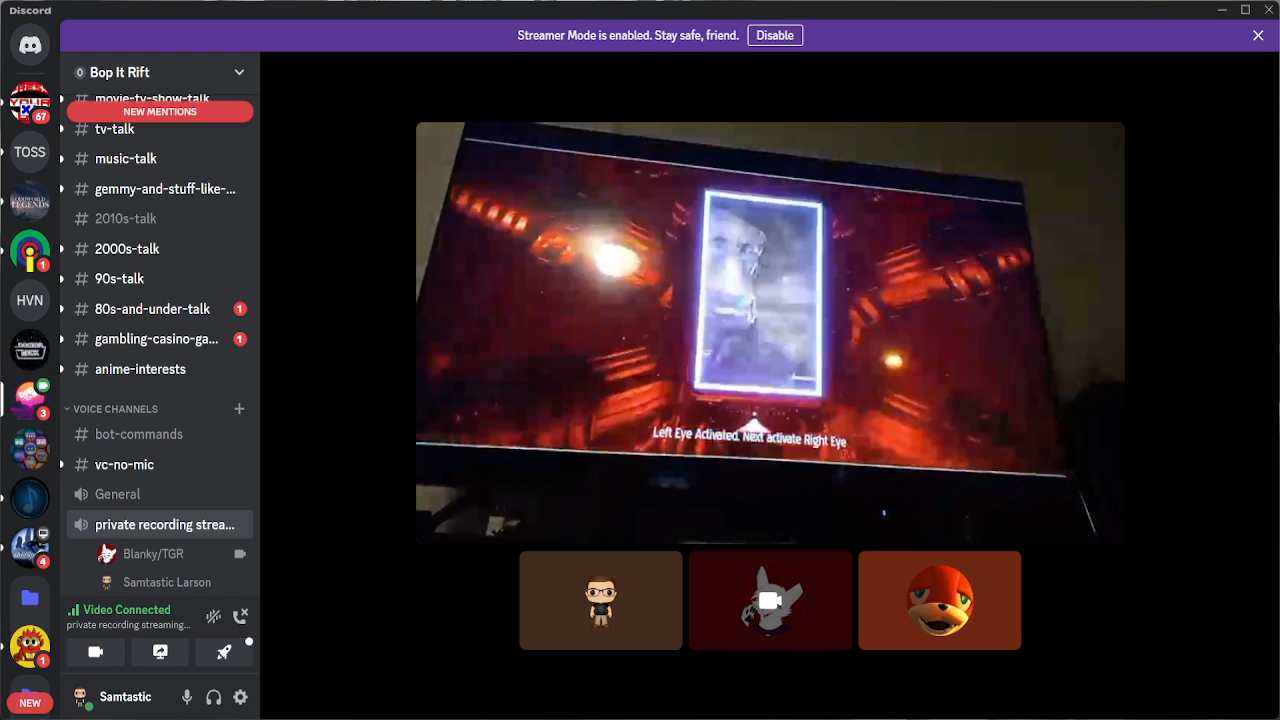 Discord
Streamer Mode is enabled. Stay safe, friend. Disable
Bop It Rift
movie-tv-show-talk
NEW MENTIONS
tv-talk
music-talk
gemmy-and-stuff-like-...
2010s-talk
2000s-talk
90s-talk
80s-and-under-talk 1
gambling-casino-ga... 1
anime-interests
VOICE CHANNELS
bot-commands
vc-no-mic
General
private recording strea...
Blanky/TGR
Samtastic Larson
Video Connected
private recording streaming...
Samtastic
67
TOSS
LEGENDS
1
HVN
3
4
1
NEW
Left Eye Activated. Next activate Right Eye